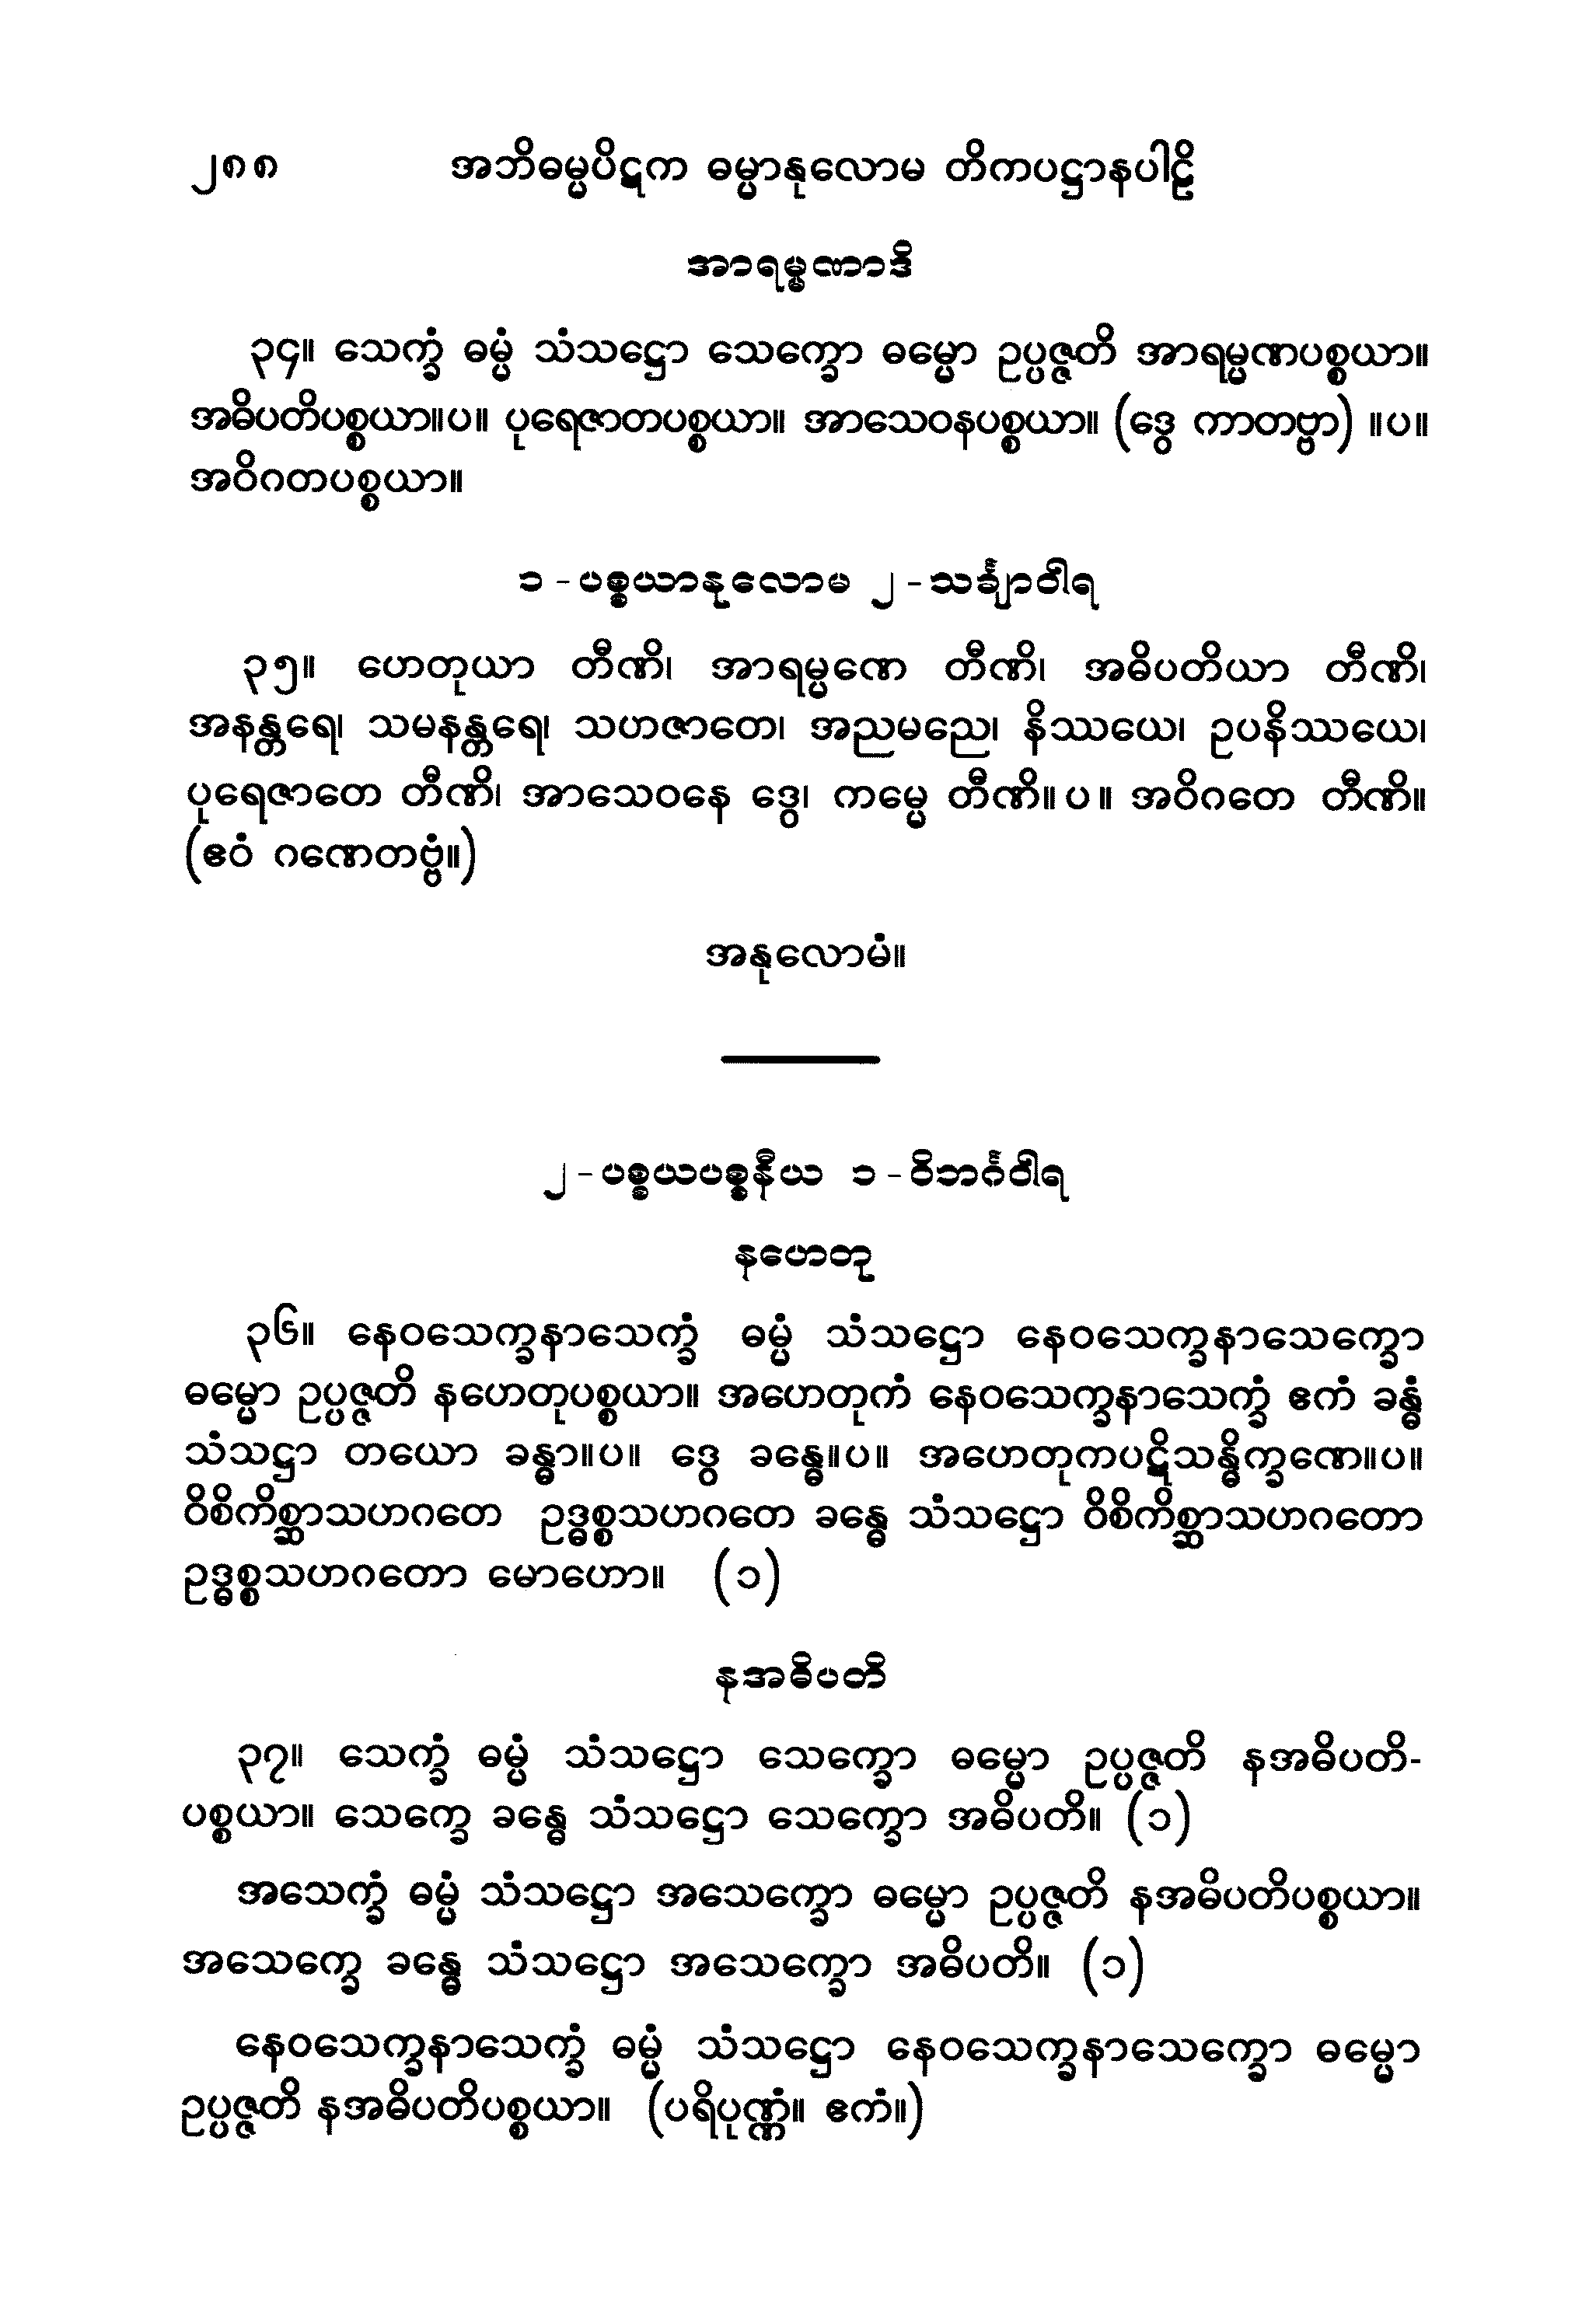 ၂၈၈ အဘိဓမ္မပိဋက ဓမ္မာနုလောမ တိကပဋ္ဌာနပါဠိ
အာရမ္မဏာဒိ
၃၄။ သေက္ခံ ဓမ္မံ သံသဋ္ဌော သေက္ခော ဓမ္မော ဥပ္ပဇ္ဇတိ အာရမ္မဏပစ္စယာ။
အဓိပတိပစ္စယာ။ပ။ ပုရေဇာတပစ္စယာ။ အာသေဝနပစ္စယာ။ (ဒွေ ကာတဗ္ဗာ) ။ပ။
အဝိဂတပစ္စယာ။
၁ - ပစ္စယာနုလောမ ၂ - သင်္ချာဝါရ
၃၅။ ဟေတုယာ တီဏိ၊ အာရမ္မဏေ တီဏိ၊ အဓိပတိယာ တီဏိ၊
အနန္တရေ၊ သမနန္တရေ၊ သဟဇာတေ၊ အညမညေ၊ နိဿယေ၊ ဥပနိဿယေ၊
ပုရေဇာတေ တီဏိ၊ အာသေဝနေ ဒွေ၊ ကမ္မေ တီဏိ။ ပ ။ အဝိဂတေ တီဏိ။
(ဧဝံ ဂဏေတဗ္ဗံ။)
အနုလောမံ။
၂ - ပစ္စယပစ္စနီယ ၁ - ဝိဘင်္ဂဝါရ
နဟေတု
၃၆။ နေဝသေက္ခနာသေက္ခံ ဓမ္မံ သံသဋ္ဌော နေဝသေက္ခနာသေက္ခော
ဓမ္မော ဥပ္ပဇ္ဇတိ နဟေတုပစ္စယာ။ အဟေတုကံ နေဝသေက္ခနာသေက္ခံ ဧကံ ခန္ဓံ
သံသဋ္ဌာ တယော ခန္ဓာ။ပ။ ဒွေ ခန္ဓေ။ပ။ အဟေတုကပဋိသန္ဓိက္ခဏေ။ပ။
ဝိစိကိစ္ဆာသဟဂတေ ဥဒ္ဓစ္စသဟဂတေ ခန္ဓေ သံသဋ္ဌော ဝိစိကိစ္ဆာသဟဂတော
ဥဒ္ဓစ္စသဟဂတော မောဟော။ (၁)
နအဓိပတိ
၃၇။ သေက္ခံ ဓမ္မံ သံသဋ္ဌော သေက္ခော ဓမ္မော ဥပ္ပဇ္ဇတိ နအဓိပတိ-
ပစ္စယာ။ သေက္ခေ ခန္ဓေ သံသဋ္ဌော သေက္ခော အဓိပတိ။ (၁)
အသေက္ခံ ဓမ္မံ သံသဋ္ဌော အသေက္ခော ဓမ္မော ဥပ္ပဇ္ဇတိ နအဓိပတိပစ္စယာ။
အသေက္ခေ ခန္ဓေ သံသဋ္ဌော အသေက္ခော အဓိပတိ။ (၁)
နေဝသေက္ခနာသေက္ခံ ဓမ္မံ သံသဋ္ဌော နေဝသေက္ခနာသေက္ခော ဓမ္မော
ဥပ္ပဇ္ဇတိ နအဓိပတိပစ္စယာ။ (ပရိပုဏ္ဏံ။ ဧကံ။)